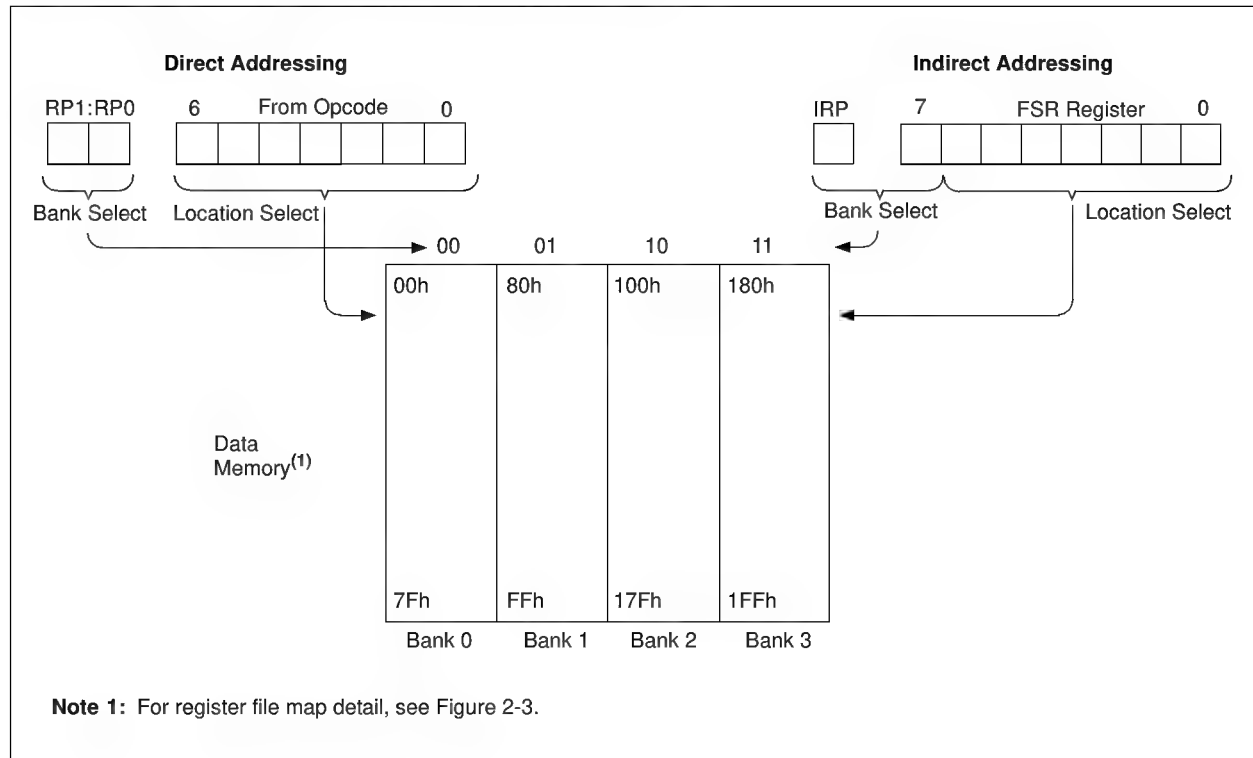 Direct Addressing
Indirect Addressing
RP1:RP0 6 From Opcode 0
IRP 7 FSR Register 0
Bank Select Location Select
Bank Select Location Select
00 01 10 11
00h 80h 100h 180h
Data
Memory(1)
7Fh FFh 17Fh 1FFh
Bank 0 Bank 1 Bank 2 Bank 3
Note 1: For register file map detail, see Figure 2-3.